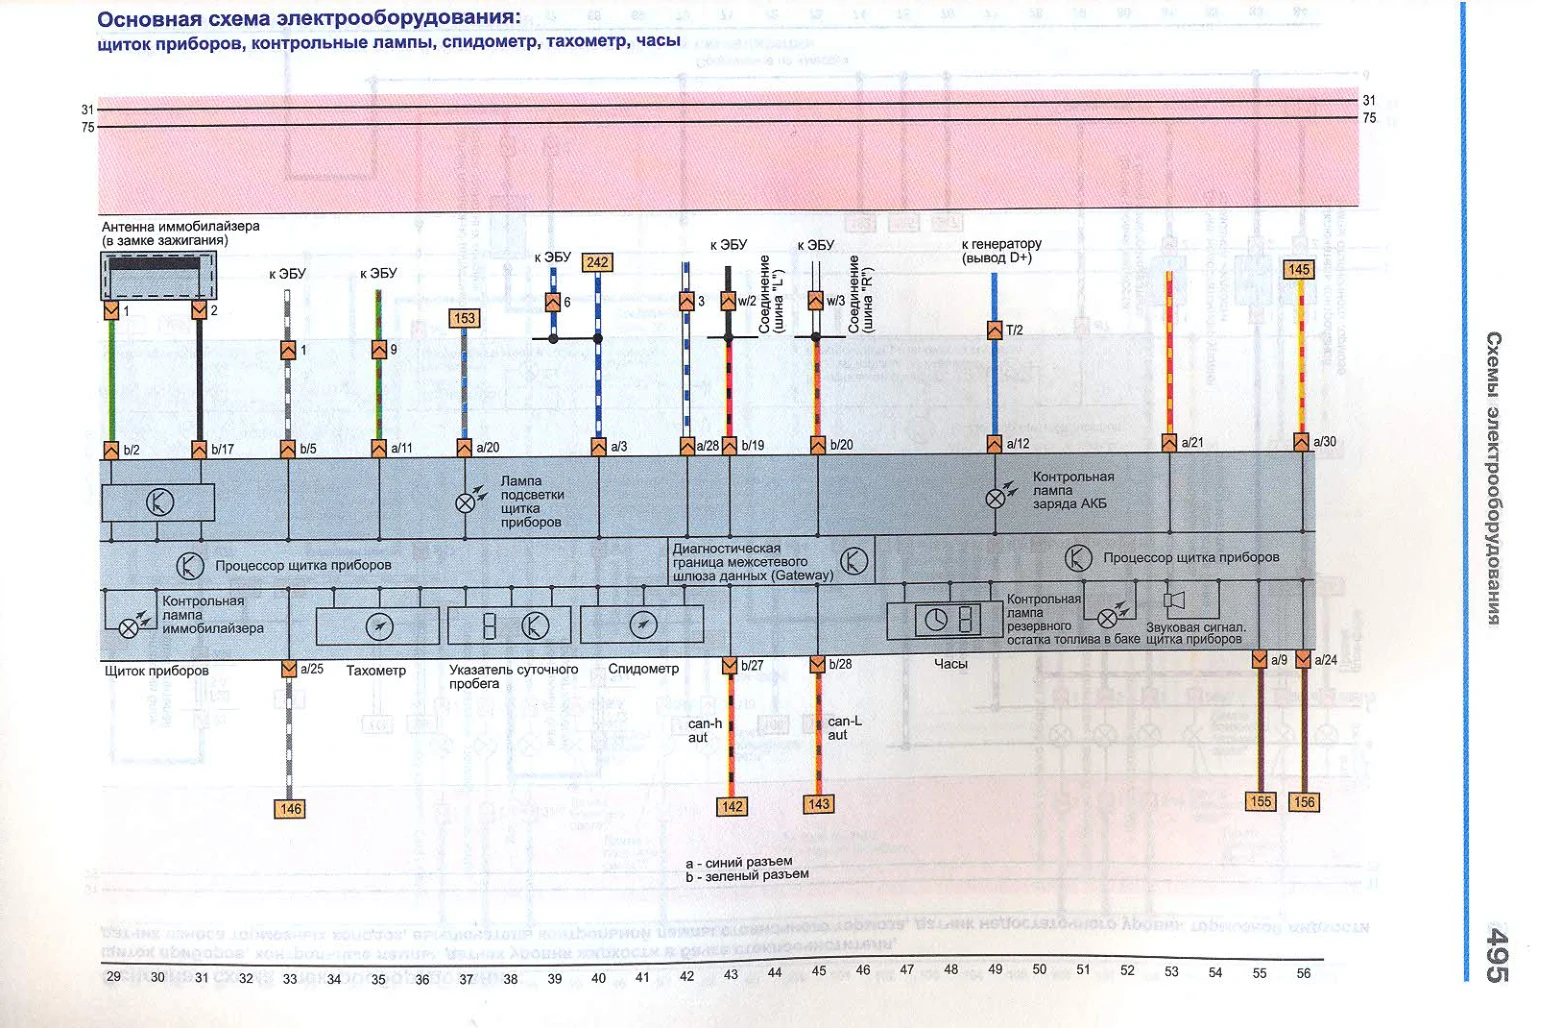 Основная схема электрооборудования:
щиток приборов, контрольные лампы, спидометр, тахометр, часы
31
75
31
75
Антенна иммобилайзера
(в замке зажигания)
1
2
к ЭБУ
1
к ЭБУ
9
153
к ЭБУ
6
242
3
к ЭБУ
w/2
Соединение
(шина "L")
к ЭБУ
w/3
Соединение
(шина "R")
к генератору
(вывод D+)
T/2
145
b/2
b/17
b/5
a/11
a/20
a/3
a/28
b/19
b/20
a/12
a/21
a/30
Лампа
подсветки
щитка
приборов
Контрольная
лампа
заряда АКБ
Процессор щитка приборов
Диагностическая
граница межсетевого
шлюза данных (Gateway)
Процессор щитка приборов
Контрольная
лампа
иммобилайзера
Контрольная
лампа
резервного
остатка топлива в баке
Звуковая сигнал.
щитка приборов
Щиток приборов
a/25
Тахометр
Указатель суточного
пробега
Спидометр
b/27
b/28
Часы
a/9
a/24
can-h
aut
can-L
aut
146
142
143
155
156
a - синий разъем
b - зеленый разъем
29 30 31 32 33 34 35 36 37 38 39 40 41 42 43 44 45 46 47 48 49 50 51 52 53 54 55 56
Схемы электрооборудования
495